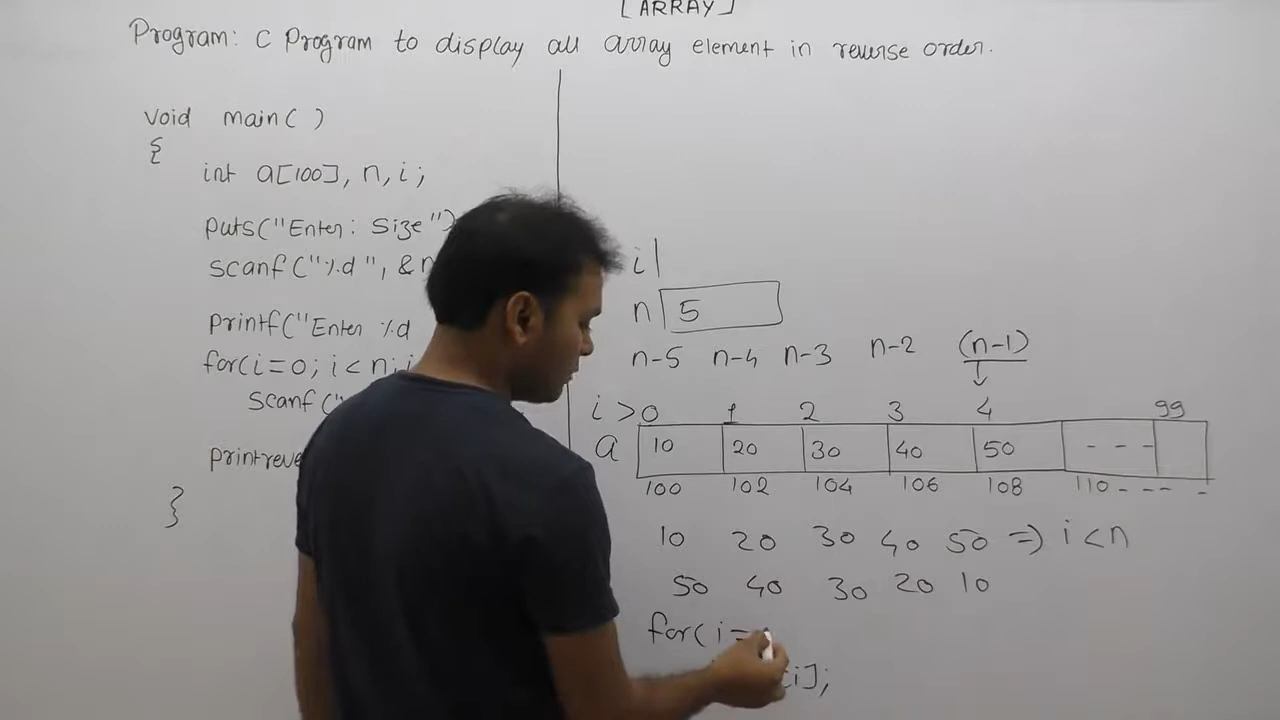 [ARRAY]
Program: C Program to display all array element in reverse order.
void main( )
{
int a[100], n, i;
puts("Enter: Size")
scanf("%d", &n
printf("Enter %d
for(i=0; i<n; i
scanf("
}
i
n 5
n-5 n-4 n-3 n-2 (n-1)
i > 0 1 2 3 4 99
a 10 20 30 40 50 - - -
100 102 104 106 108 110 - - - -
10 20 30 40 50 => i<n
50 40 30 20 10
for( i=
i];